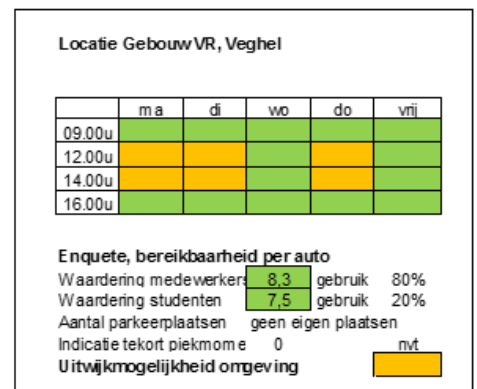 Locatie Gebouw VR, Veghel
ma di wo do vrij
09.00u
12.00u
14.00u
16.00u
Enquete, bereikbaarheid per auto
Waardering medewerkers 8,3 gebruik 80%
Waardering studenten 7,5 gebruik 20%
Aantal parkeerplaatsen geen eigen plaatsen
Indicatie tekort piekmome 0 nvt
Uitwijkmogelijkheid omgeving